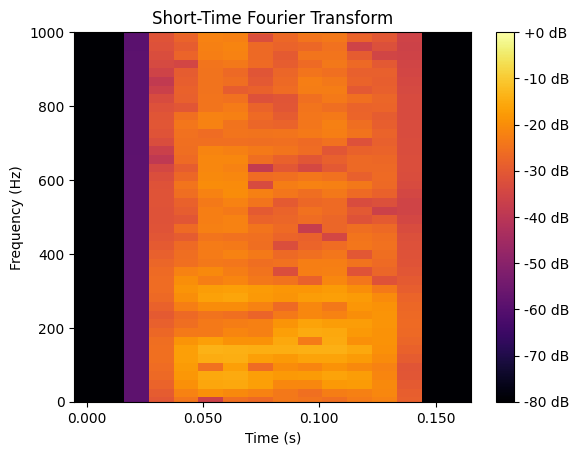 Short-Time Fourier Transform
1000
800
600
400
200
0
Frequency (Hz)
0.000
0.050
0.100
0.150
Time (s)
+0 dB
-10 dB
-20 dB
-30 dB
-40 dB
-50 dB
-60 dB
-70 dB
-80 dB